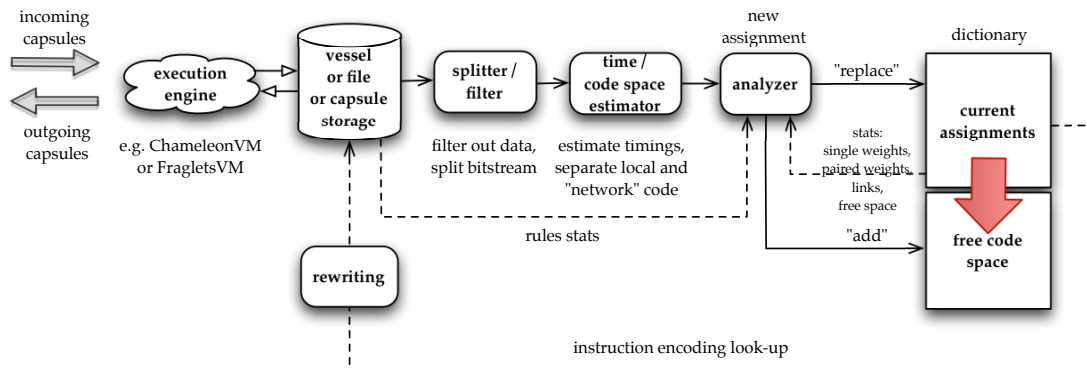 incoming
capsules
outgoing
capsules
execution
engine
e.g. ChameleonVM
or FragletsVM
vessel
or file
or capsule
storage
rewriting
splitter /
filter
filter out data,
split bitstream
time /
code space
estimator
estimate timings,
separate local and
"network" code
rules stats
new
assignment
analyzer
"replace"
stats:
single weights,
paired weights,
links,
free space
"add"
dictionary
current
assignments
free code
space
instruction encoding look-up